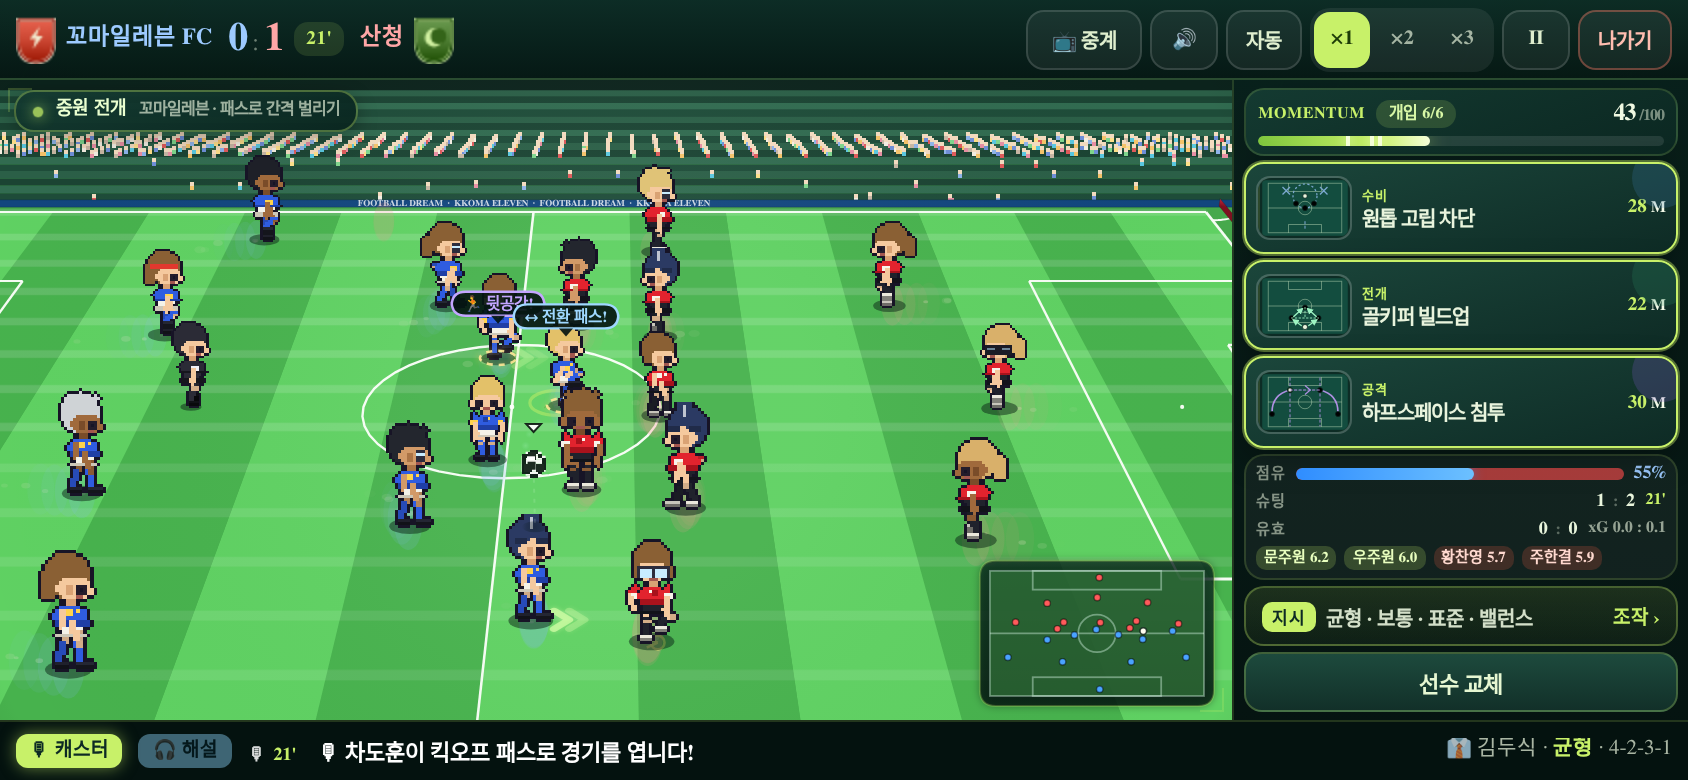 꼬마일레븐 FC 0 : 1 21' 산청
📺 중계 🔊 자동 ×1 ×2 ×3 II 나가기
중원 전개 꼬마일레븐 · 패스로 간격 벌리기
FOOTBALL DREAM · KKOMA ELEVEN · FOOTBALL DREAM · ELEVEN
🏃 뒷공간!
↔ 전환 패스!
MOMENTUM 개입 6/6 43 /100
수비
원톱 고립 차단
28 M
전개
골키퍼 빌드업
22 M
공격
하프스페이스 침투
30 M
점유 55%
슈팅 1 : 2 21'
유효 0 : 0 xG 0.0 : 0.1
문주원 6.2 우주원 6.0 황찬영 5.7 주한결 5.9
지시 균형 · 보통 · 표준 · 밸런스 조작 ›
선수 교체
🎙 캐스터 🎧 해설 🎙 21' 🎙 차도훈이 킥오프 패스로 경기를 엽니다!
👔 김두식 · 균형 · 4-2-3-1